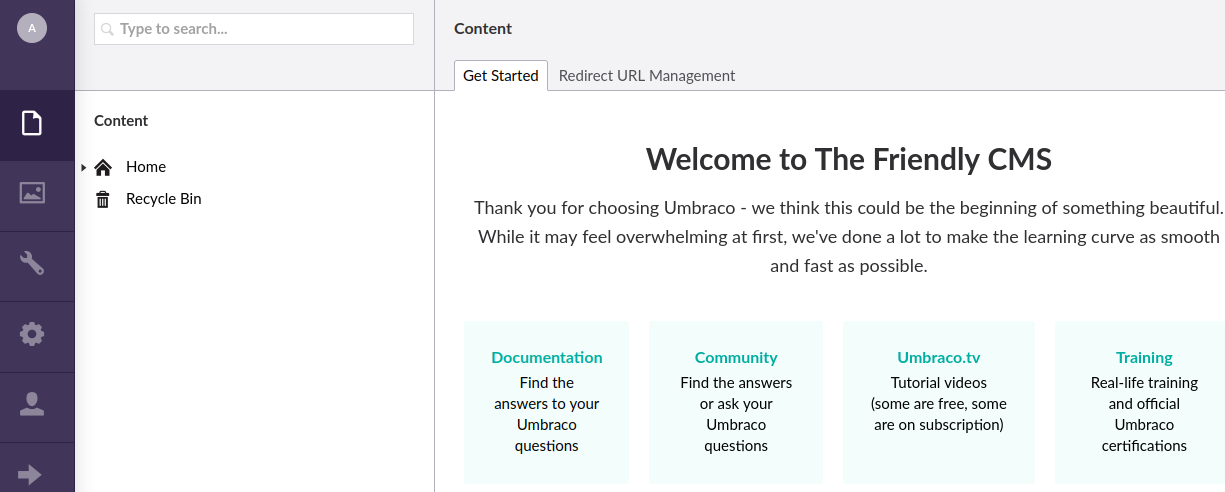 A
Type to search...
Content
Home
Recycle Bin
Content
Get Started
Redirect URL Management
Welcome to The Friendly CMS
Thank you for choosing Umbraco - we think this could be the beginning of something beautiful.
While it may feel overwhelming at first, we've done a lot to make the learning curve as smooth
and fast as possible.
Documentation
Find the
answers to your
Umbraco
questions
Community
Find the answers
or ask your
Umbraco
questions
Umbraco.tv
Tutorial videos
(some are free, some
are on subscription)
Training
Real-life training
and official
Umbraco
certifications